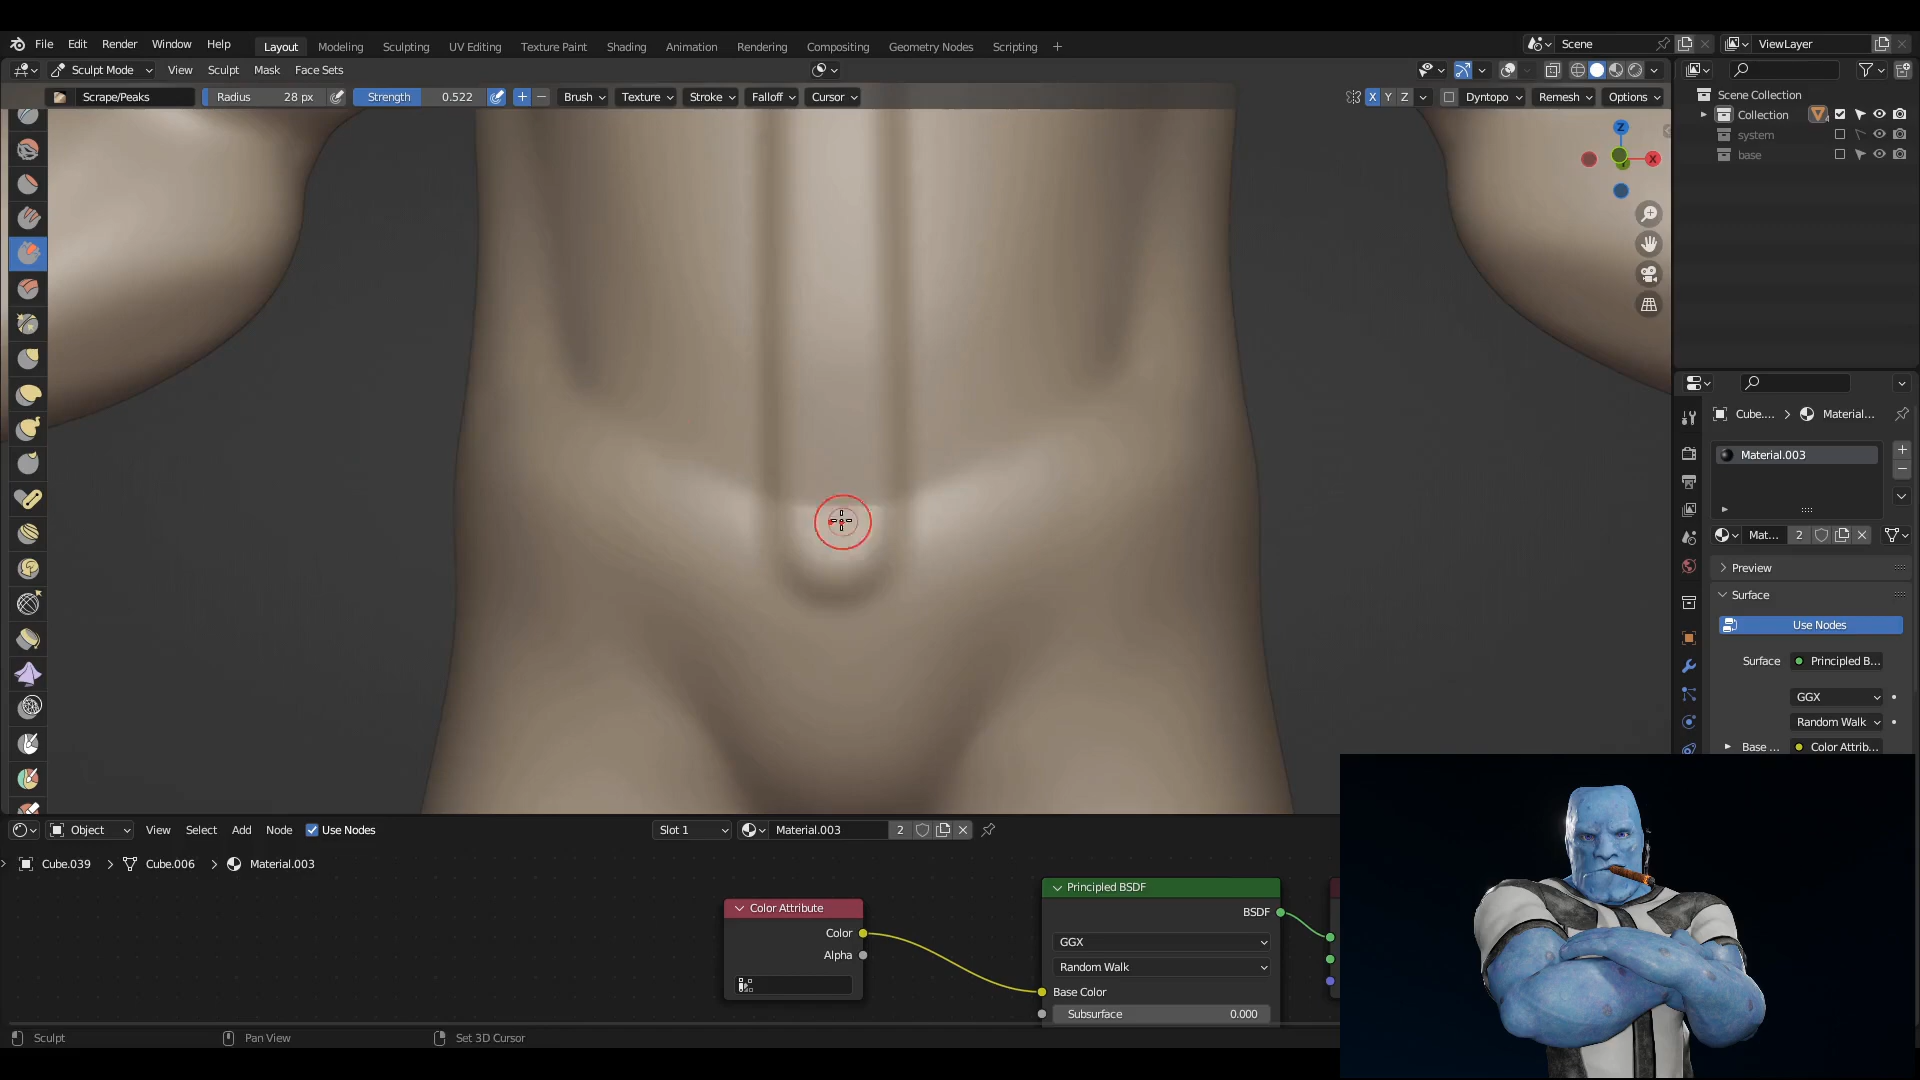 File Edit Render Window Help Layout Modeling Sculpting UV Editing Texture Paint Shading Animation Rendering Compositing Geometry Nodes Scripting + Scene ViewLayer
Sculpt Mode View Sculpt Mask Face Sets
Scrape/Peaks Radius 28 px Strength 0.522 + − Brush Texture Stroke Falloff Cursor X Y Z Dyntopo Remesh Options
Scene Collection
Collection
system
base
Z
X
Cube.... Material...
Material.003
Mat... 2
Preview
Surface
Use Nodes
Surface Principled B...
GGX
Random Walk
Base ... Color Attrib...
Object View Select Add Node Use Nodes Slot 1 Material.003 2
Cube.039 Cube.006 Material.003
Color Attribute
Color
Alpha
Principled BSDF
BSDF
GGX
Random Walk
Base Color
Subsurface 0.000
Sculpt Pan View Set 3D Cursor